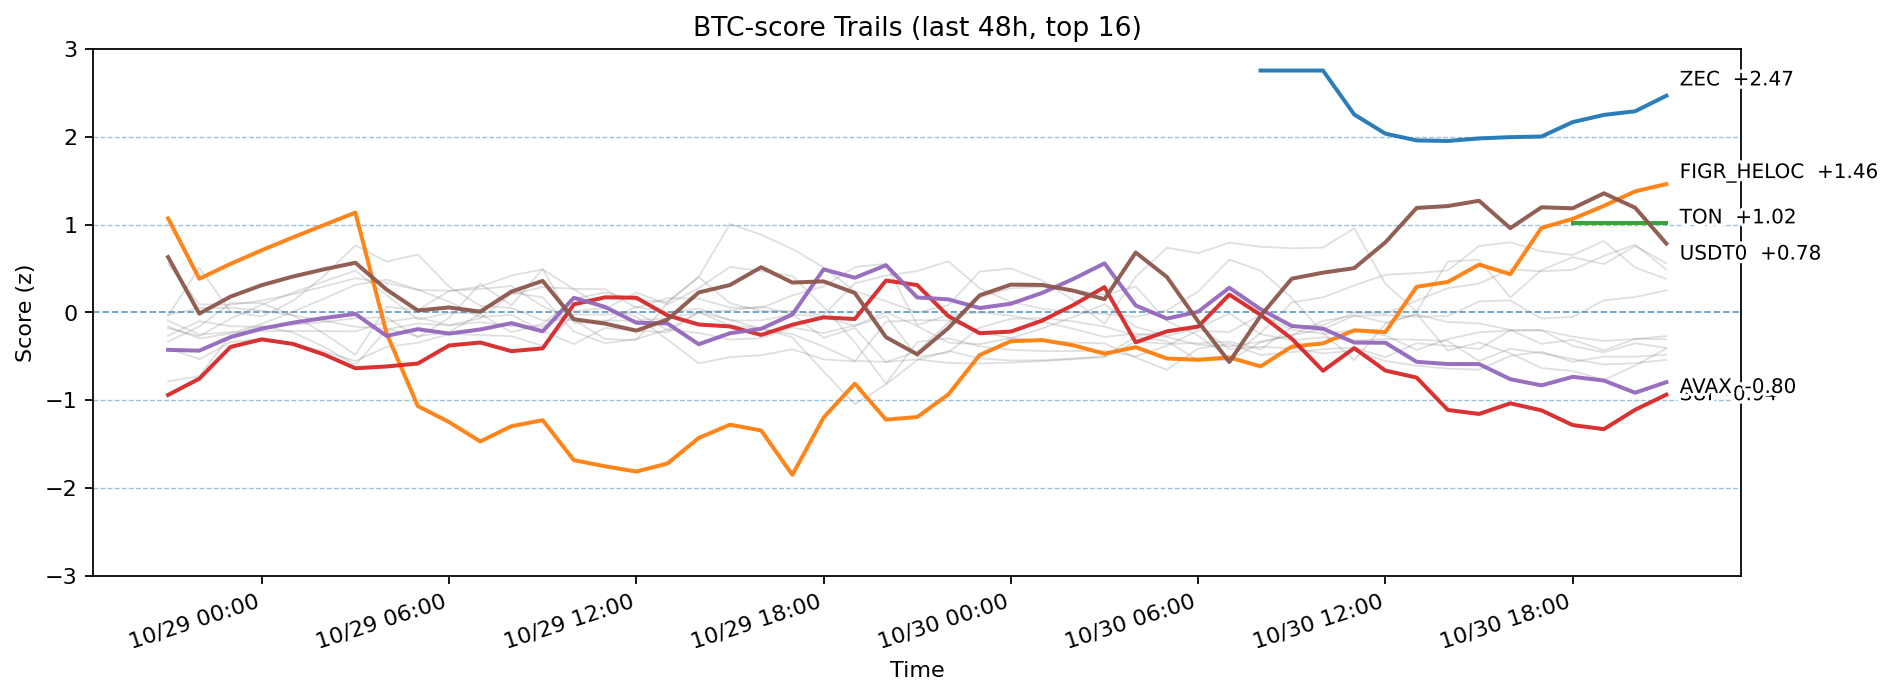 BTC-score Trails (last 48h, top 16)
3
2
1
0
−1
−2
−3
Score (z)
ZEC +2.47
FIGR_HELOC +1.46
TON +1.02
USDT0 +0.78
AVAX -0.80
10/29 00:00
10/29 06:00
10/29 12:00
10/29 18:00
10/30 00:00
10/30 06:00
10/30 12:00
10/30 18:00
Time